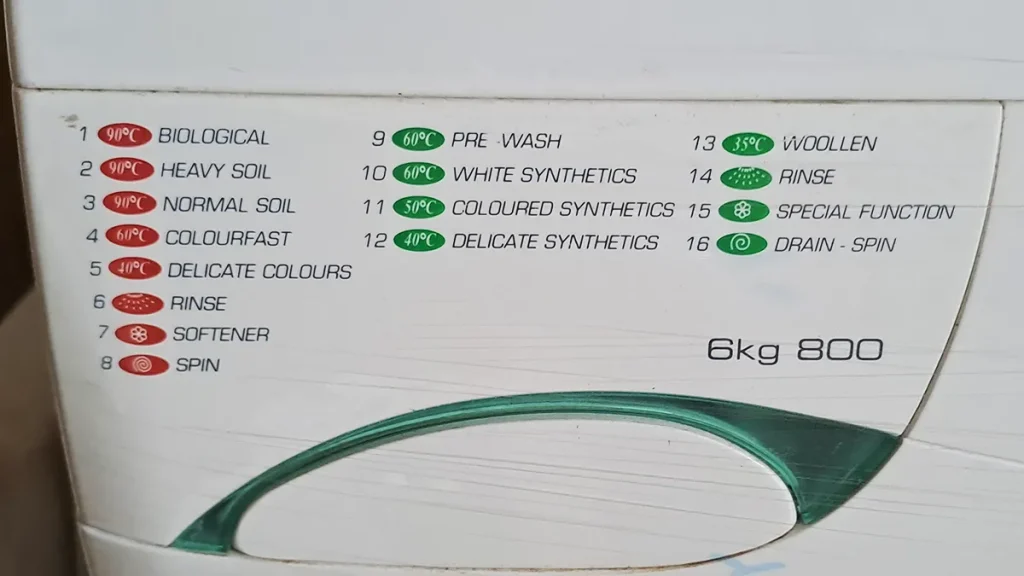 1 90°C BIOLOGICAL
2 90°C HEAVY SOIL
3 90°C NORMAL SOIL
4 60°C COLOURFAST
5 40°C DELICATE COLOURS
6 RINSE
7 SOFTENER
8 SPIN
9 60°C PRE-WASH
10 60°C WHITE SYNTHETICS
11 50°C COLOURED SYNTHETICS
12 40°C DELICATE SYNTHETICS
13 35°C WOOLLEN
14 RINSE
15 SPECIAL FUNCTION
16 DRAIN - SPIN
6kg 800